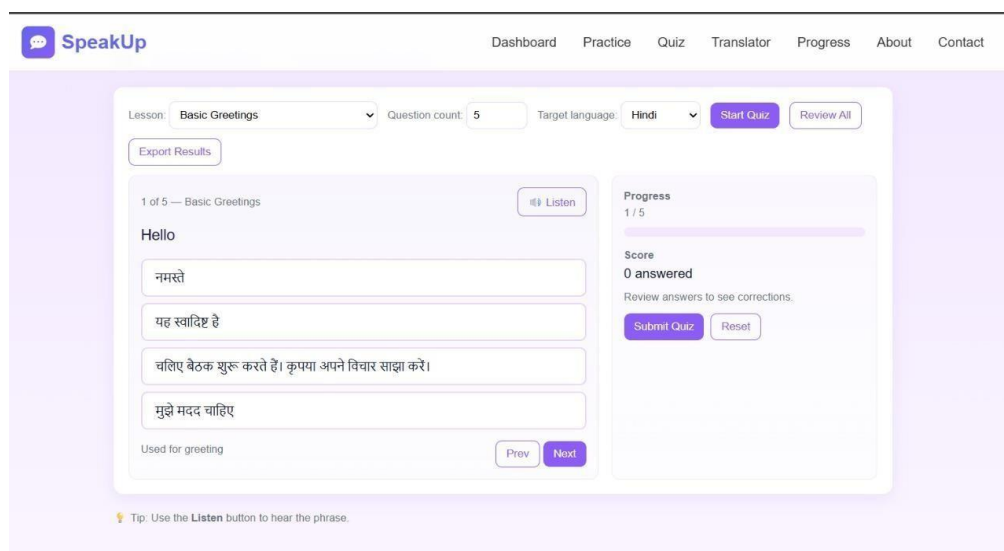 SpeakUp
Dashboard Practice Quiz Translator Progress About Contact
Lesson: Basic Greetings Question count: 5 Target language: Hindi Start Quiz Review All
Export Results
1 of 5 — Basic Greetings
Listen
Hello
नमस्ते
यह स्वादिष्ट है
चलिए बैठक शुरू करते हैं। कृपया अपने विचार साझा करें।
मुझे मदद चाहिए
Used for greeting
Prev Next
Progress
1 / 5
Score
0 answered
Review answers to see corrections.
Submit Quiz Reset
Tip: Use the Listen button to hear the phrase.